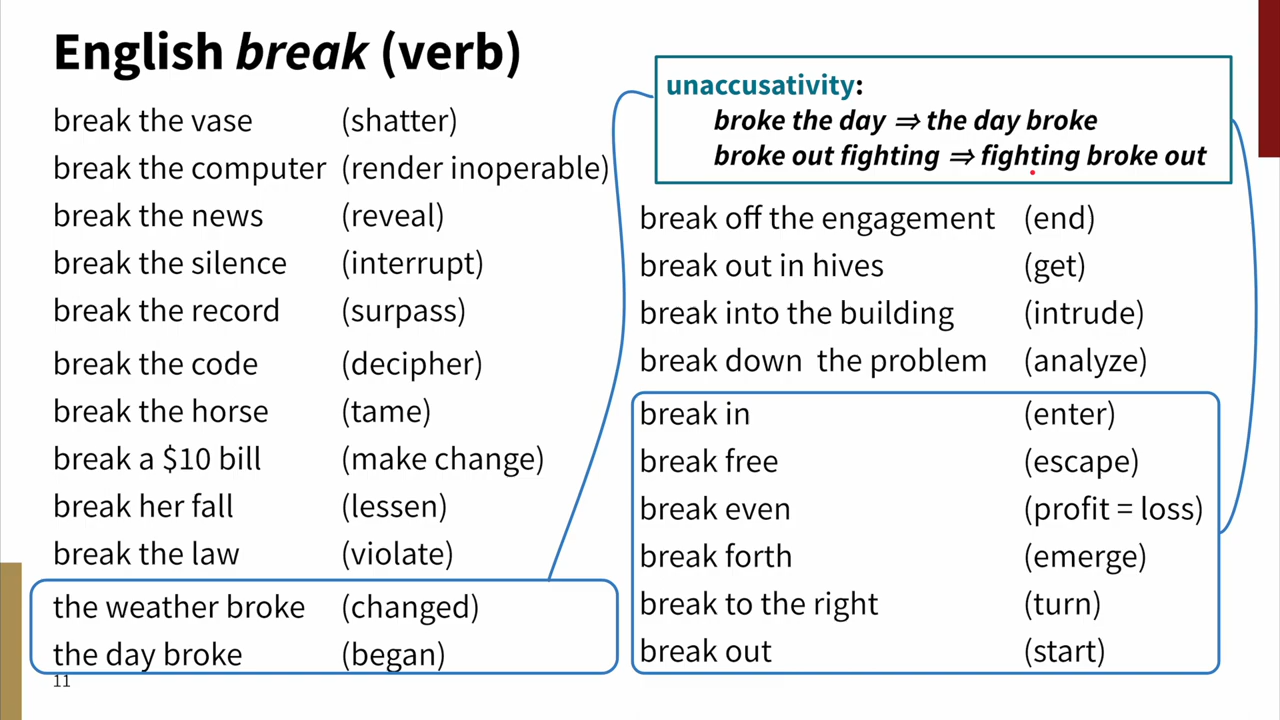 English break (verb)
break the vase (shatter)
break the computer (render inoperable)
break the news (reveal)
break the silence (interrupt)
break the record (surpass)
break the code (decipher)
break the horse (tame)
break a $10 bill (make change)
break her fall (lessen)
break the law (violate)
the weather broke (changed)
the day broke (began)
11
unaccusativity:
broke the day ⇒ the day broke
broke out fighting ⇒ fighting broke out
break off the engagement (end)
break out in hives (get)
break into the building (intrude)
break down the problem (analyze)
break in (enter)
break free (escape)
break even (profit = loss)
break forth (emerge)
break to the right (turn)
break out (start)